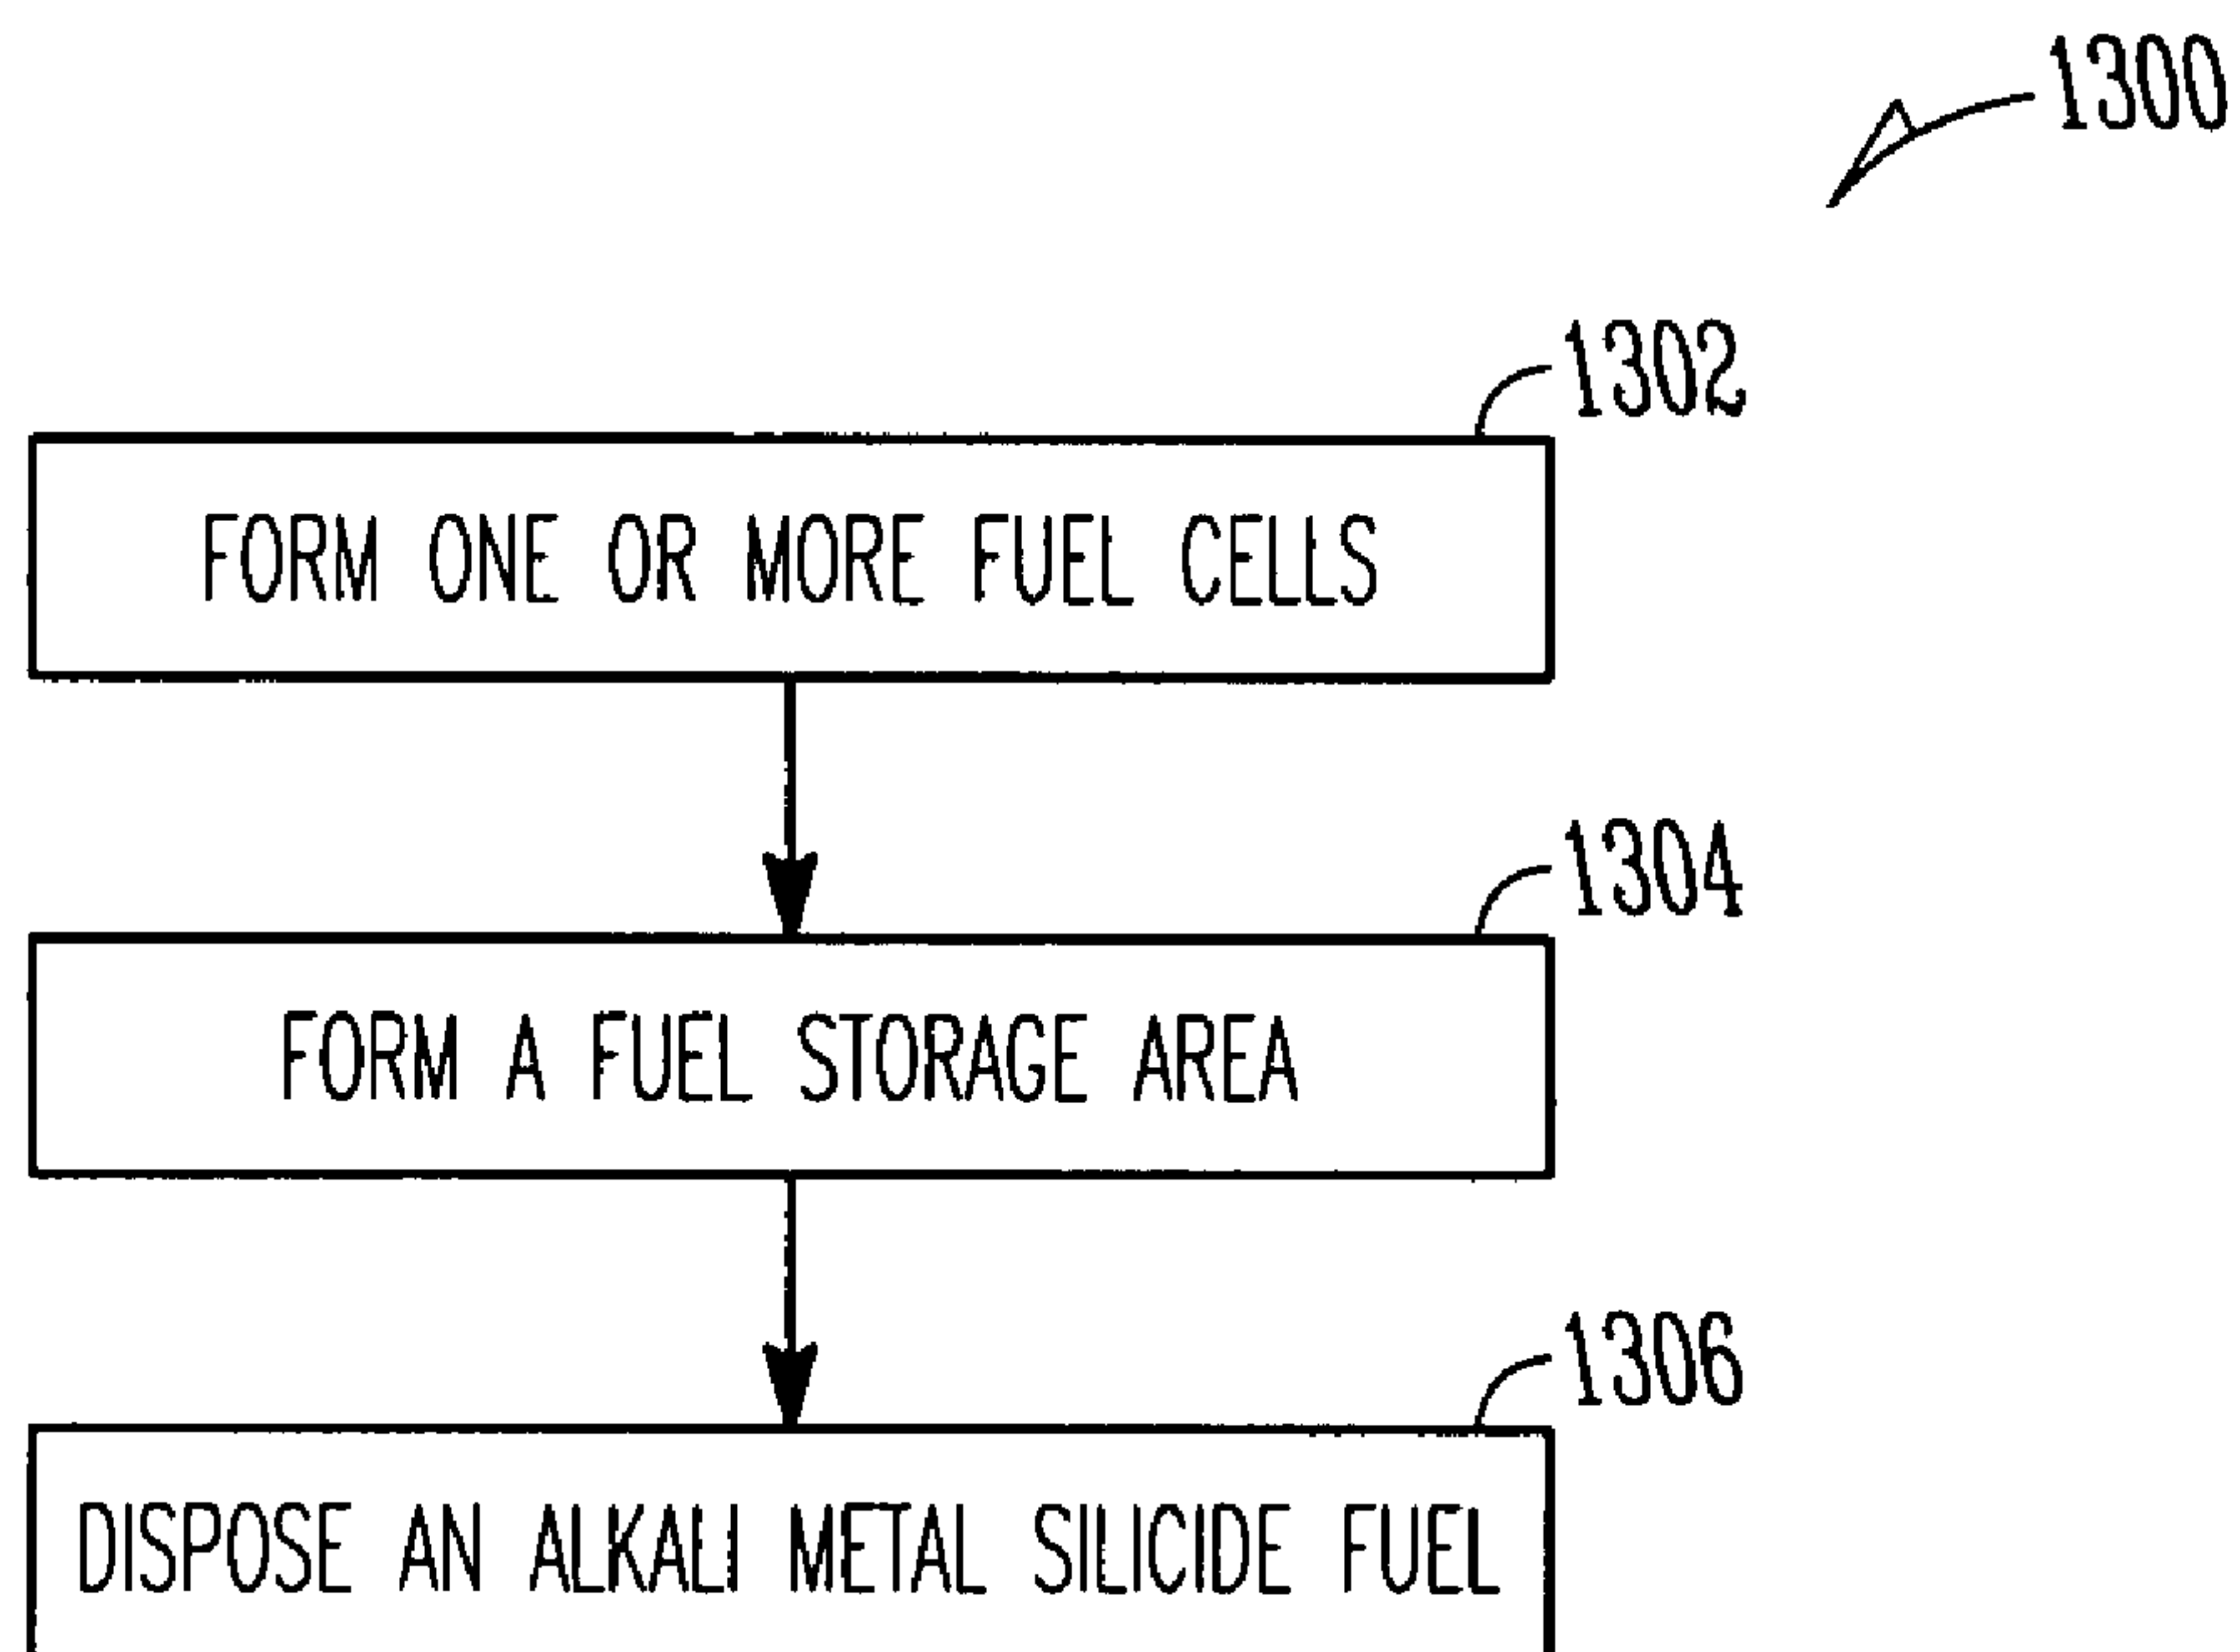 1300
1302
FORM ONE OR MORE FUEL CELLS
1304
FORM A FUEL STORAGE AREA
1306
DISPOSE AN ALKALI METAL SILICIDE FUEL